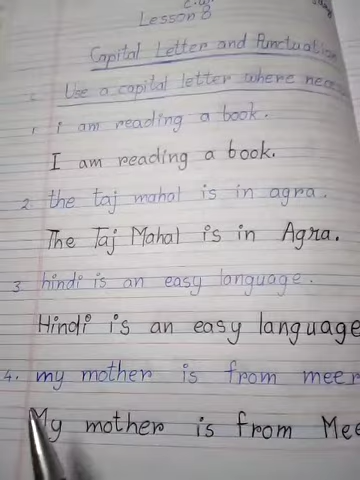 C.W.
Lesson 8
Capital Letter and Punctuation
Use a capital letter where
1. i am reading a book.
I am reading a book.
2. the taj mahal is in agra.
The Taj Mahal is in Agra.
3 hindi is an easy language.
Hindi is an easy language
4. my mother is from meer
My mother is from Mee